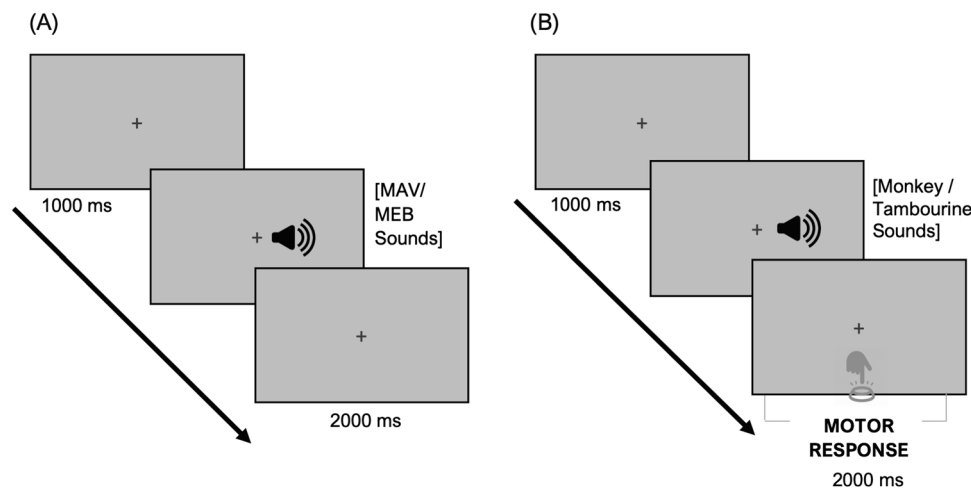 (A)
1000 ms
[MAV/
MEB
Sounds]
2000 ms
(B)
1000 ms
[Monkey /
Tambourine
Sounds]
MOTOR
RESPONSE
2000 ms